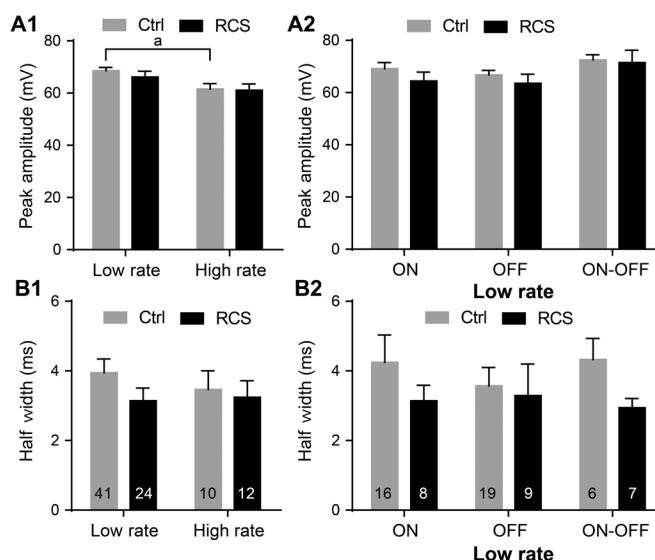 A1
Ctrl RCS
a
80
60
40
20
0
Peak amplitude (mV)
Low rate High rate
A2
Ctrl RCS
80
60
40
20
0
Peak amplitude (mV)
ON OFF ON-OFF
Low rate
B1
Ctrl RCS
6
4
2
0
Half width (ms)
41 24 10 12
Low rate High rate
B2
Ctrl RCS
6
4
2
0
Half width (ms)
16 8 19 9 6 7
ON OFF ON-OFF
Low rate